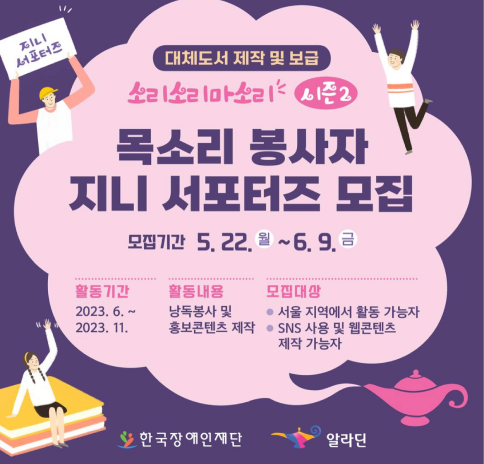 지니
서포터즈
대체도서 제작 및 보급
소리소리마소리 시즌2
목소리 봉사자
지니 서포터즈 모집
모집기간 5. 22. 월 ~ 6. 9. 금
활동기간 활동내용 모집대상
2023. 6. ~ 낭독봉사 및 ● 서울 지역에서 활동 가능자
2023. 11. 홍보콘텐츠 제작 ● SNS 사용 및 웹콘텐츠
제작 가능자
한국장애인재단 알라딘